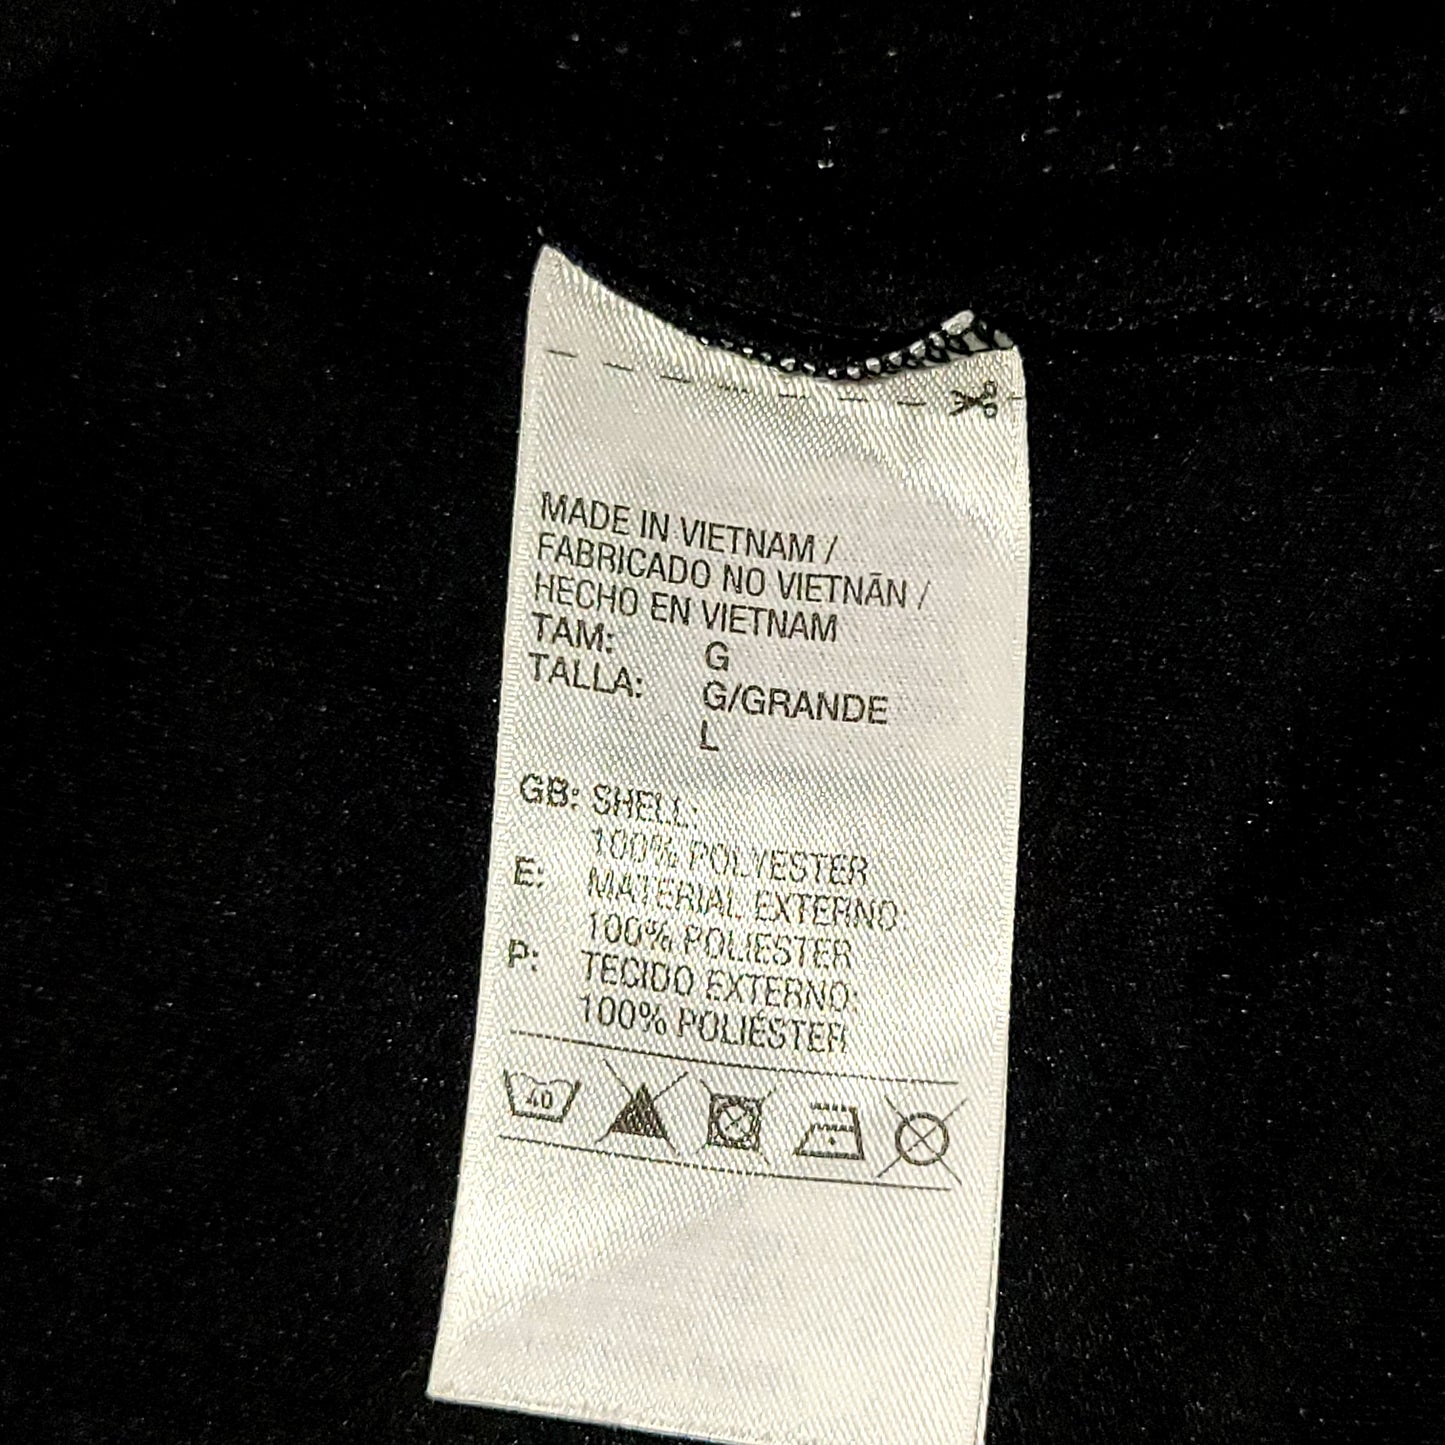 MADE IN VIETNAM /
FABRICADO NO VIETNÃN /
HECHO EN VIETNAM
TAM: G
TALLA: G/GRANDE
L
GB: SHELL:
100% POLYESTER
E: MATERIAL EXTERNO:
100% POLIESTER
P: TECIDO EXTERNO:
100% POLIÉSTER
40